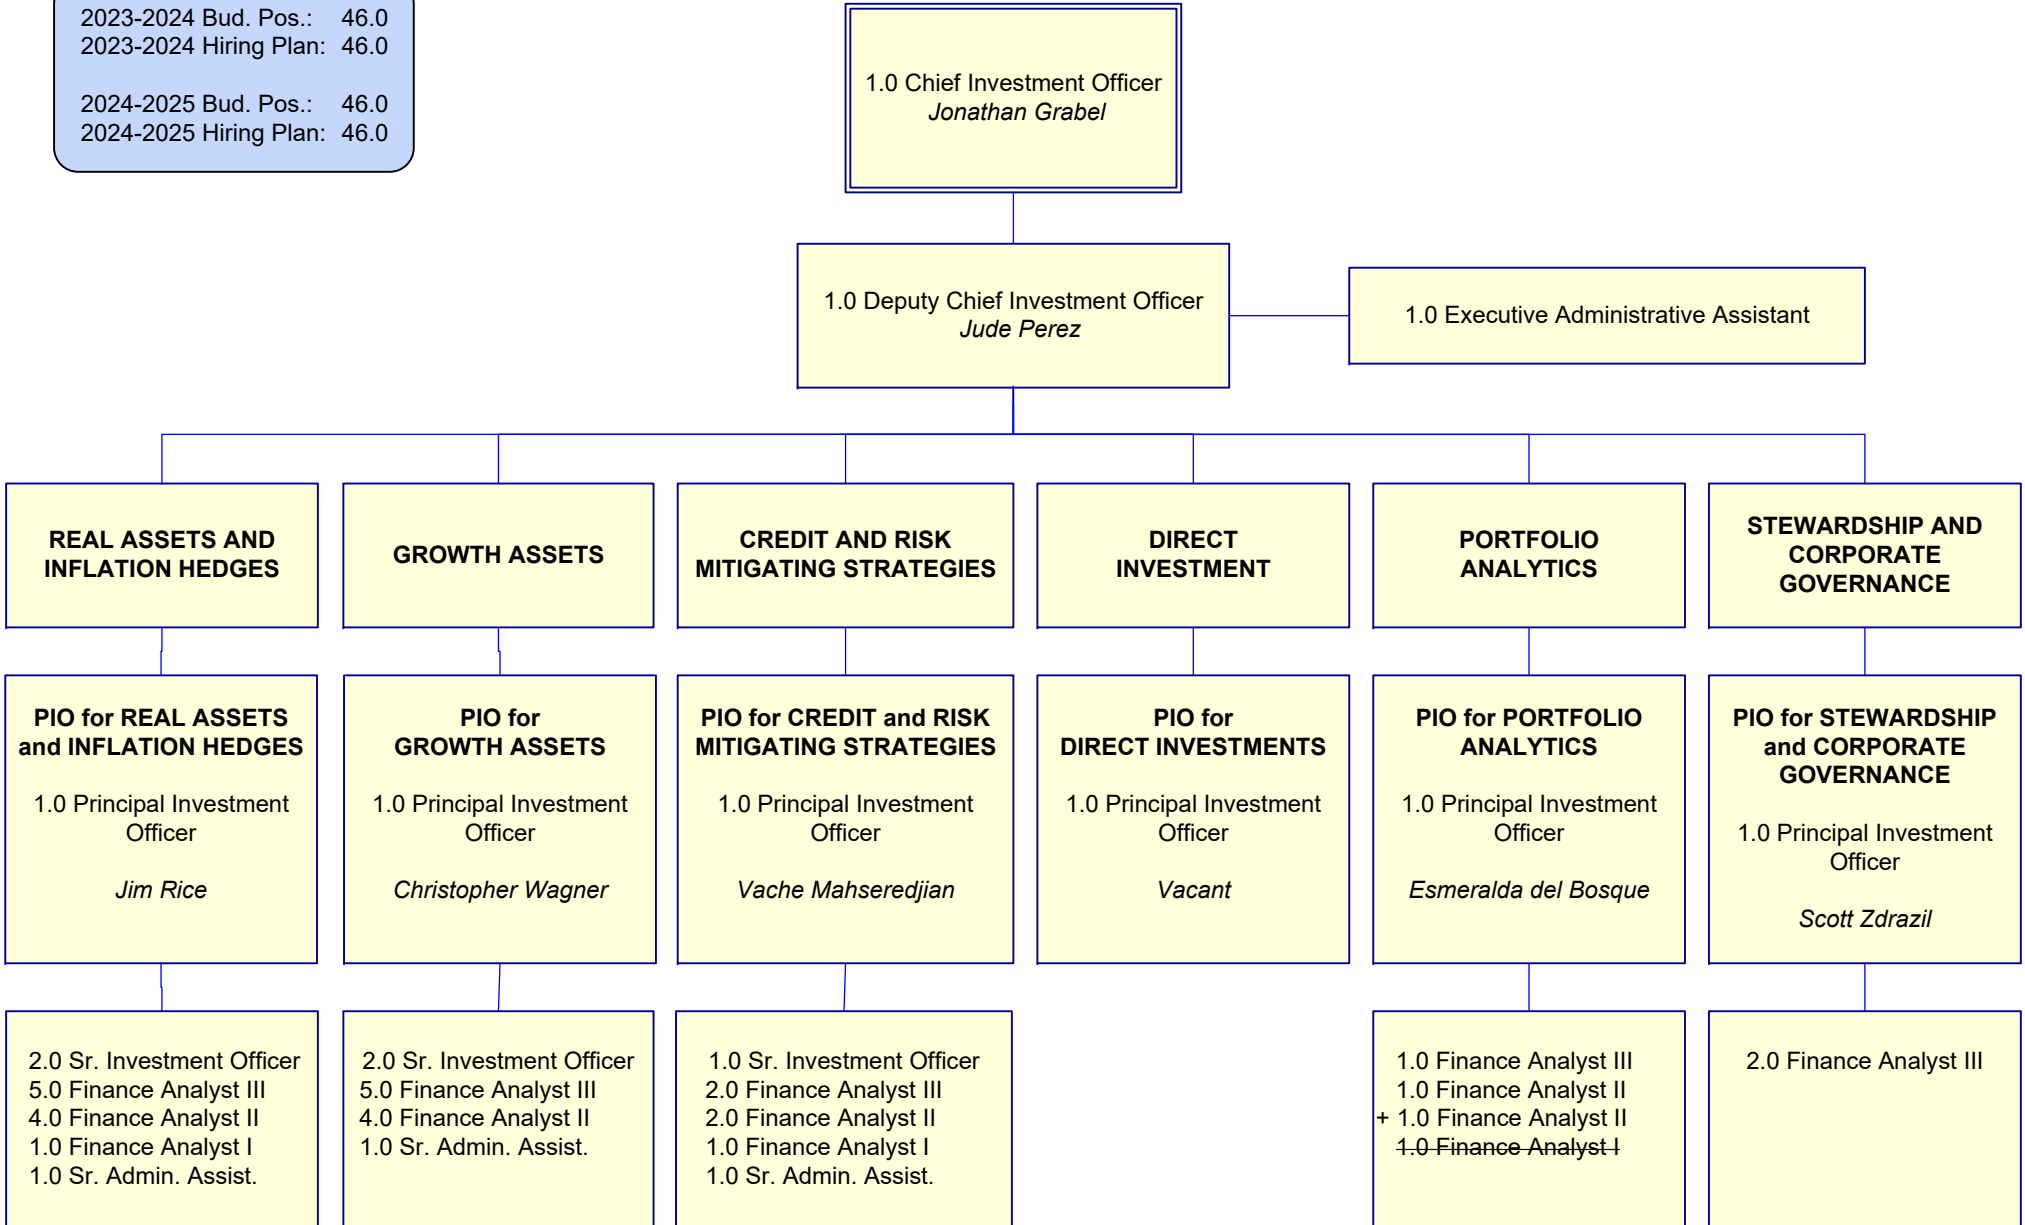 2023-2024 Bud. Pos.: 46.0
2023-2024 Hiring Plan: 46.0
2024-2025 Bud. Pos.: 46.0
2024-2025 Hiring Plan: 46.0
1.0 Chief Investment Officer
Jonathan Grabel
1.0 Deputy Chief Investment Officer
Jude Perez
1.0 Executive Administrative Assistant
REAL ASSETS AND
INFLATION HEDGES
GROWTH ASSETS
CREDIT AND RISK
MITIGATING STRATEGIES
DIRECT
INVESTMENT
PORTFOLIO
ANALYTICS
STEWARDSHIP AND
CORPORATE
GOVERNANCE
PIO for REAL ASSETS
and INFLATION HEDGES
1.0 Principal Investment
Officer
Jim Rice
PIO for
GROWTH ASSETS
1.0 Principal Investment
Officer
Christopher Wagner
PIO for CREDIT and RISK
MITIGATING STRATEGIES
1.0 Principal Investment
Officer
Vache Mahseredjian
PIO for
DIRECT INVESTMENTS
1.0 Principal Investment
Officer
Vacant
PIO for PORTFOLIO
ANALYTICS
1.0 Principal Investment
Officer
Esmeralda del Bosque
PIO for STEWARDSHIP
and CORPORATE
GOVERNANCE
1.0 Principal Investment
Officer
Scott Zdrazil
2.0 Sr. Investment Officer
5.0 Finance Analyst III
4.0 Finance Analyst II
1.0 Finance Analyst I
1.0 Sr. Admin. Assist.
2.0 Sr. Investment Officer
5.0 Finance Analyst III
4.0 Finance Analyst II
1.0 Sr. Admin. Assist.
1.0 Sr. Investment Officer
2.0 Finance Analyst III
2.0 Finance Analyst II
1.0 Finance Analyst I
1.0 Sr. Admin. Assist.
1.0 Finance Analyst III
1.0 Finance Analyst II
+ 1.0 Finance Analyst II
1.0 Finance Analyst I
2.0 Finance Analyst III